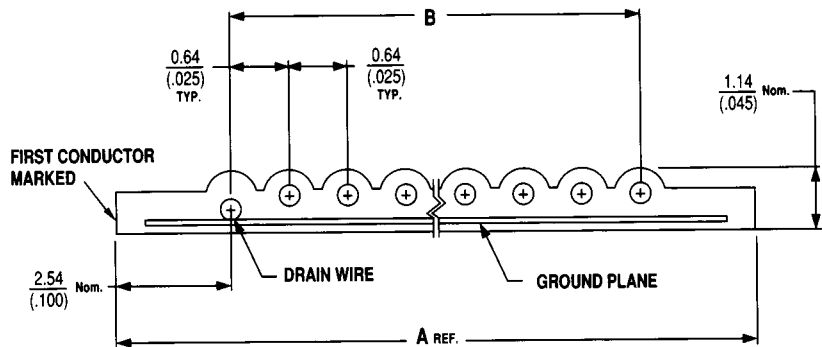 B
0.64
(.025)
TYP.
0.64
(.025)
TYP.
1.14 Nom.
(.045)
FIRST CONDUCTOR
MARKED
DRAIN WIRE
GROUND PLANE
2.54 Nom.
(.100)
A REF.